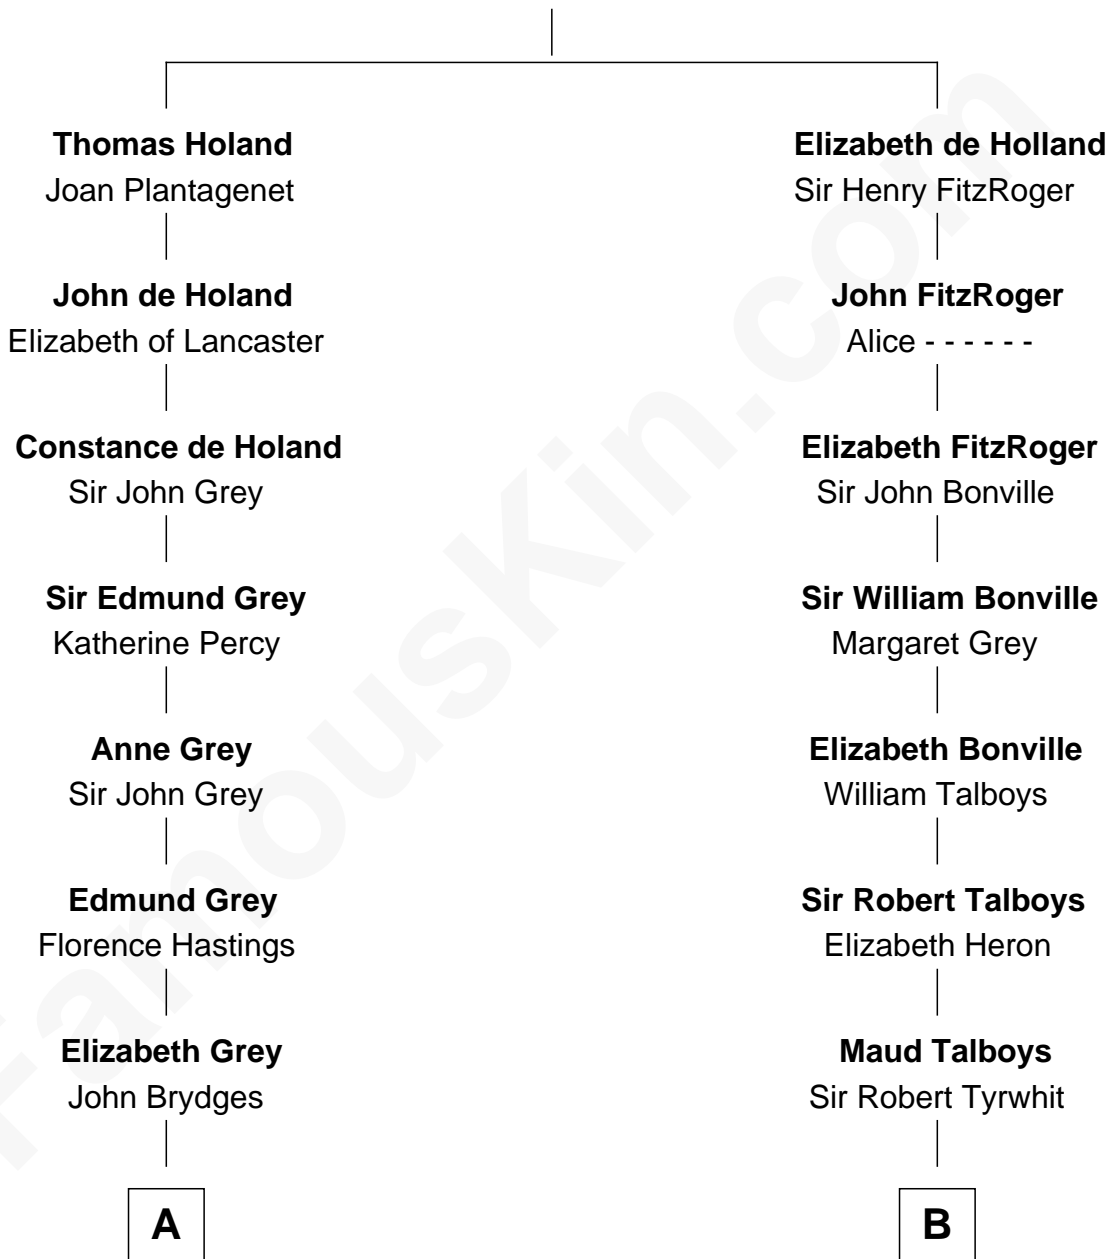 Thomas Holand
Joan Plantagenet
John de Holand
Elizabeth of Lancaster
Constance de Holand
Sir John Grey
Sir Edmund Grey
Katherine Percy
Anne Grey
Sir John Grey
Edmund Grey
Florence Hastings
Elizabeth Grey
John Brydges
A
Elizabeth de Holland
Sir Henry FitzRoger
John FitzRoger
Alice - - - - - -
Elizabeth FitzRoger
Sir John Bonville
Sir William Bonville
Margaret Grey
Elizabeth Bonville
William Talboys
Sir Robert Talboys
Elizabeth Heron
Maud Talboys
Sir Robert Tyrwhit
B
FamousKin.com